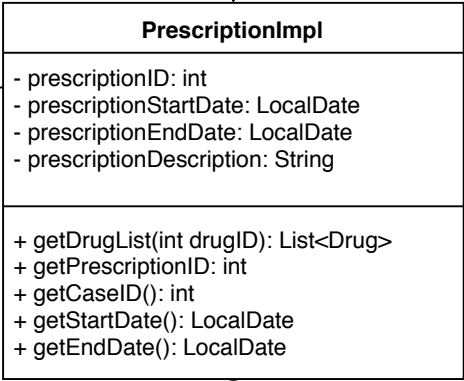 PrescriptionImpl
- prescriptionID: int
- prescriptionStartDate: LocalDate
- prescriptionEndDate: LocalDate
- prescriptionDescription: String
+ getDrugList(int drugID): List<Drug>
+ getPrescriptionID: int
+ getCaseID(): int
+ getStartDate(): LocalDate
+ getEndDate(): LocalDate